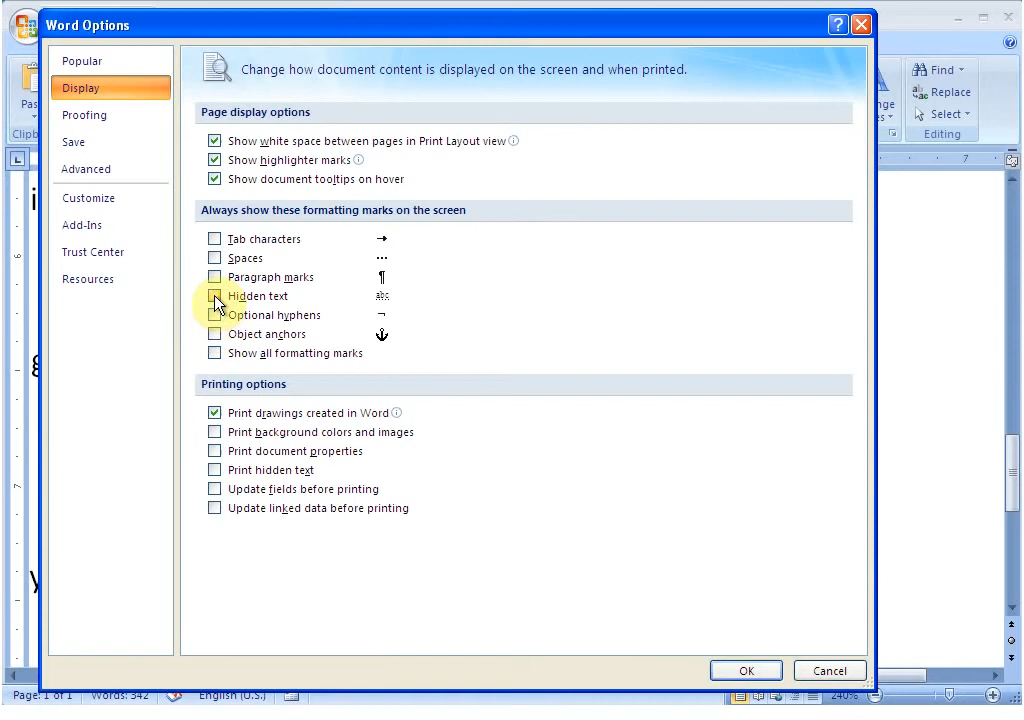 Word Options
Popular
Display
Proofing
Save
Advanced
Customize
Add-Ins
Trust Center
Resources
Change how document content is displayed on the screen and when printed.
Page display options
Show white space between pages in Print Layout view
Show highlighter marks
Show document tooltips on hover
Always show these formatting marks on the screen
Tab characters →
Spaces ...
Paragraph marks ¶
Hidden text abc
Optional hyphens ¬
Object anchors
Show all formatting marks
Printing options
Print drawings created in Word
Print background colors and images
Print document properties
Print hidden text
Update fields before printing
Update linked data before printing
OK Cancel
Find
Replace
Select
Editing
7
Page: 1 of 1 Words: 342 English (U.S.) 240%